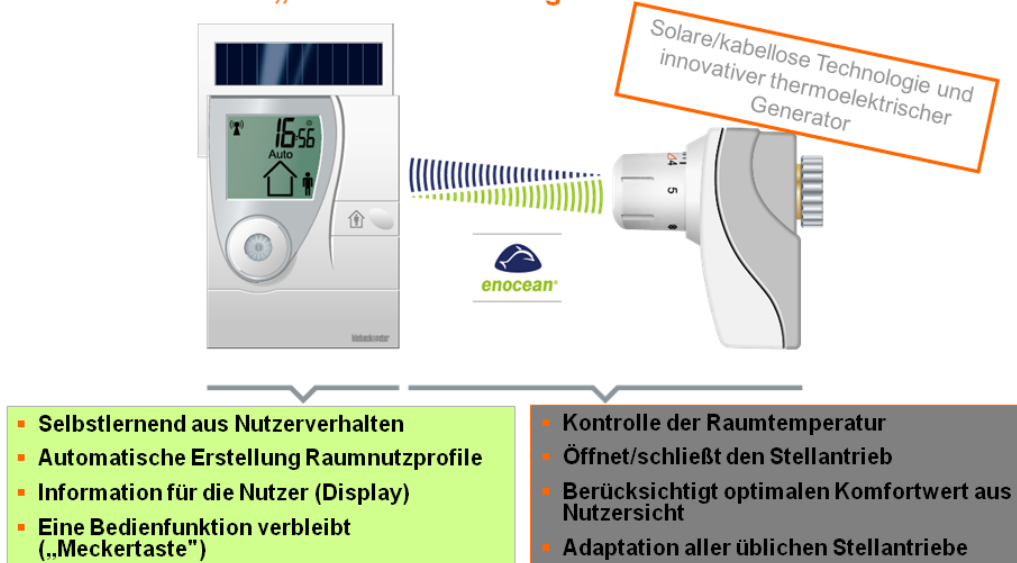 Solare/kabellose Technologie und
innovativer thermoelektrischer
Generator
16:56
Auto
4
5
enocean®
Selbstlernend aus Nutzerverhalten
Automatische Erstellung Raumnutzprofile
Information für die Nutzer (Display)
Eine Bedienfunktion verbleibt
(„Meckertaste")
Kontrolle der Raumtemperatur
Öffnet/schließt den Stellantrieb
Berücksichtigt optimalen Komfortwert aus
Nutzersicht
Adaptation aller üblichen Stellantriebe